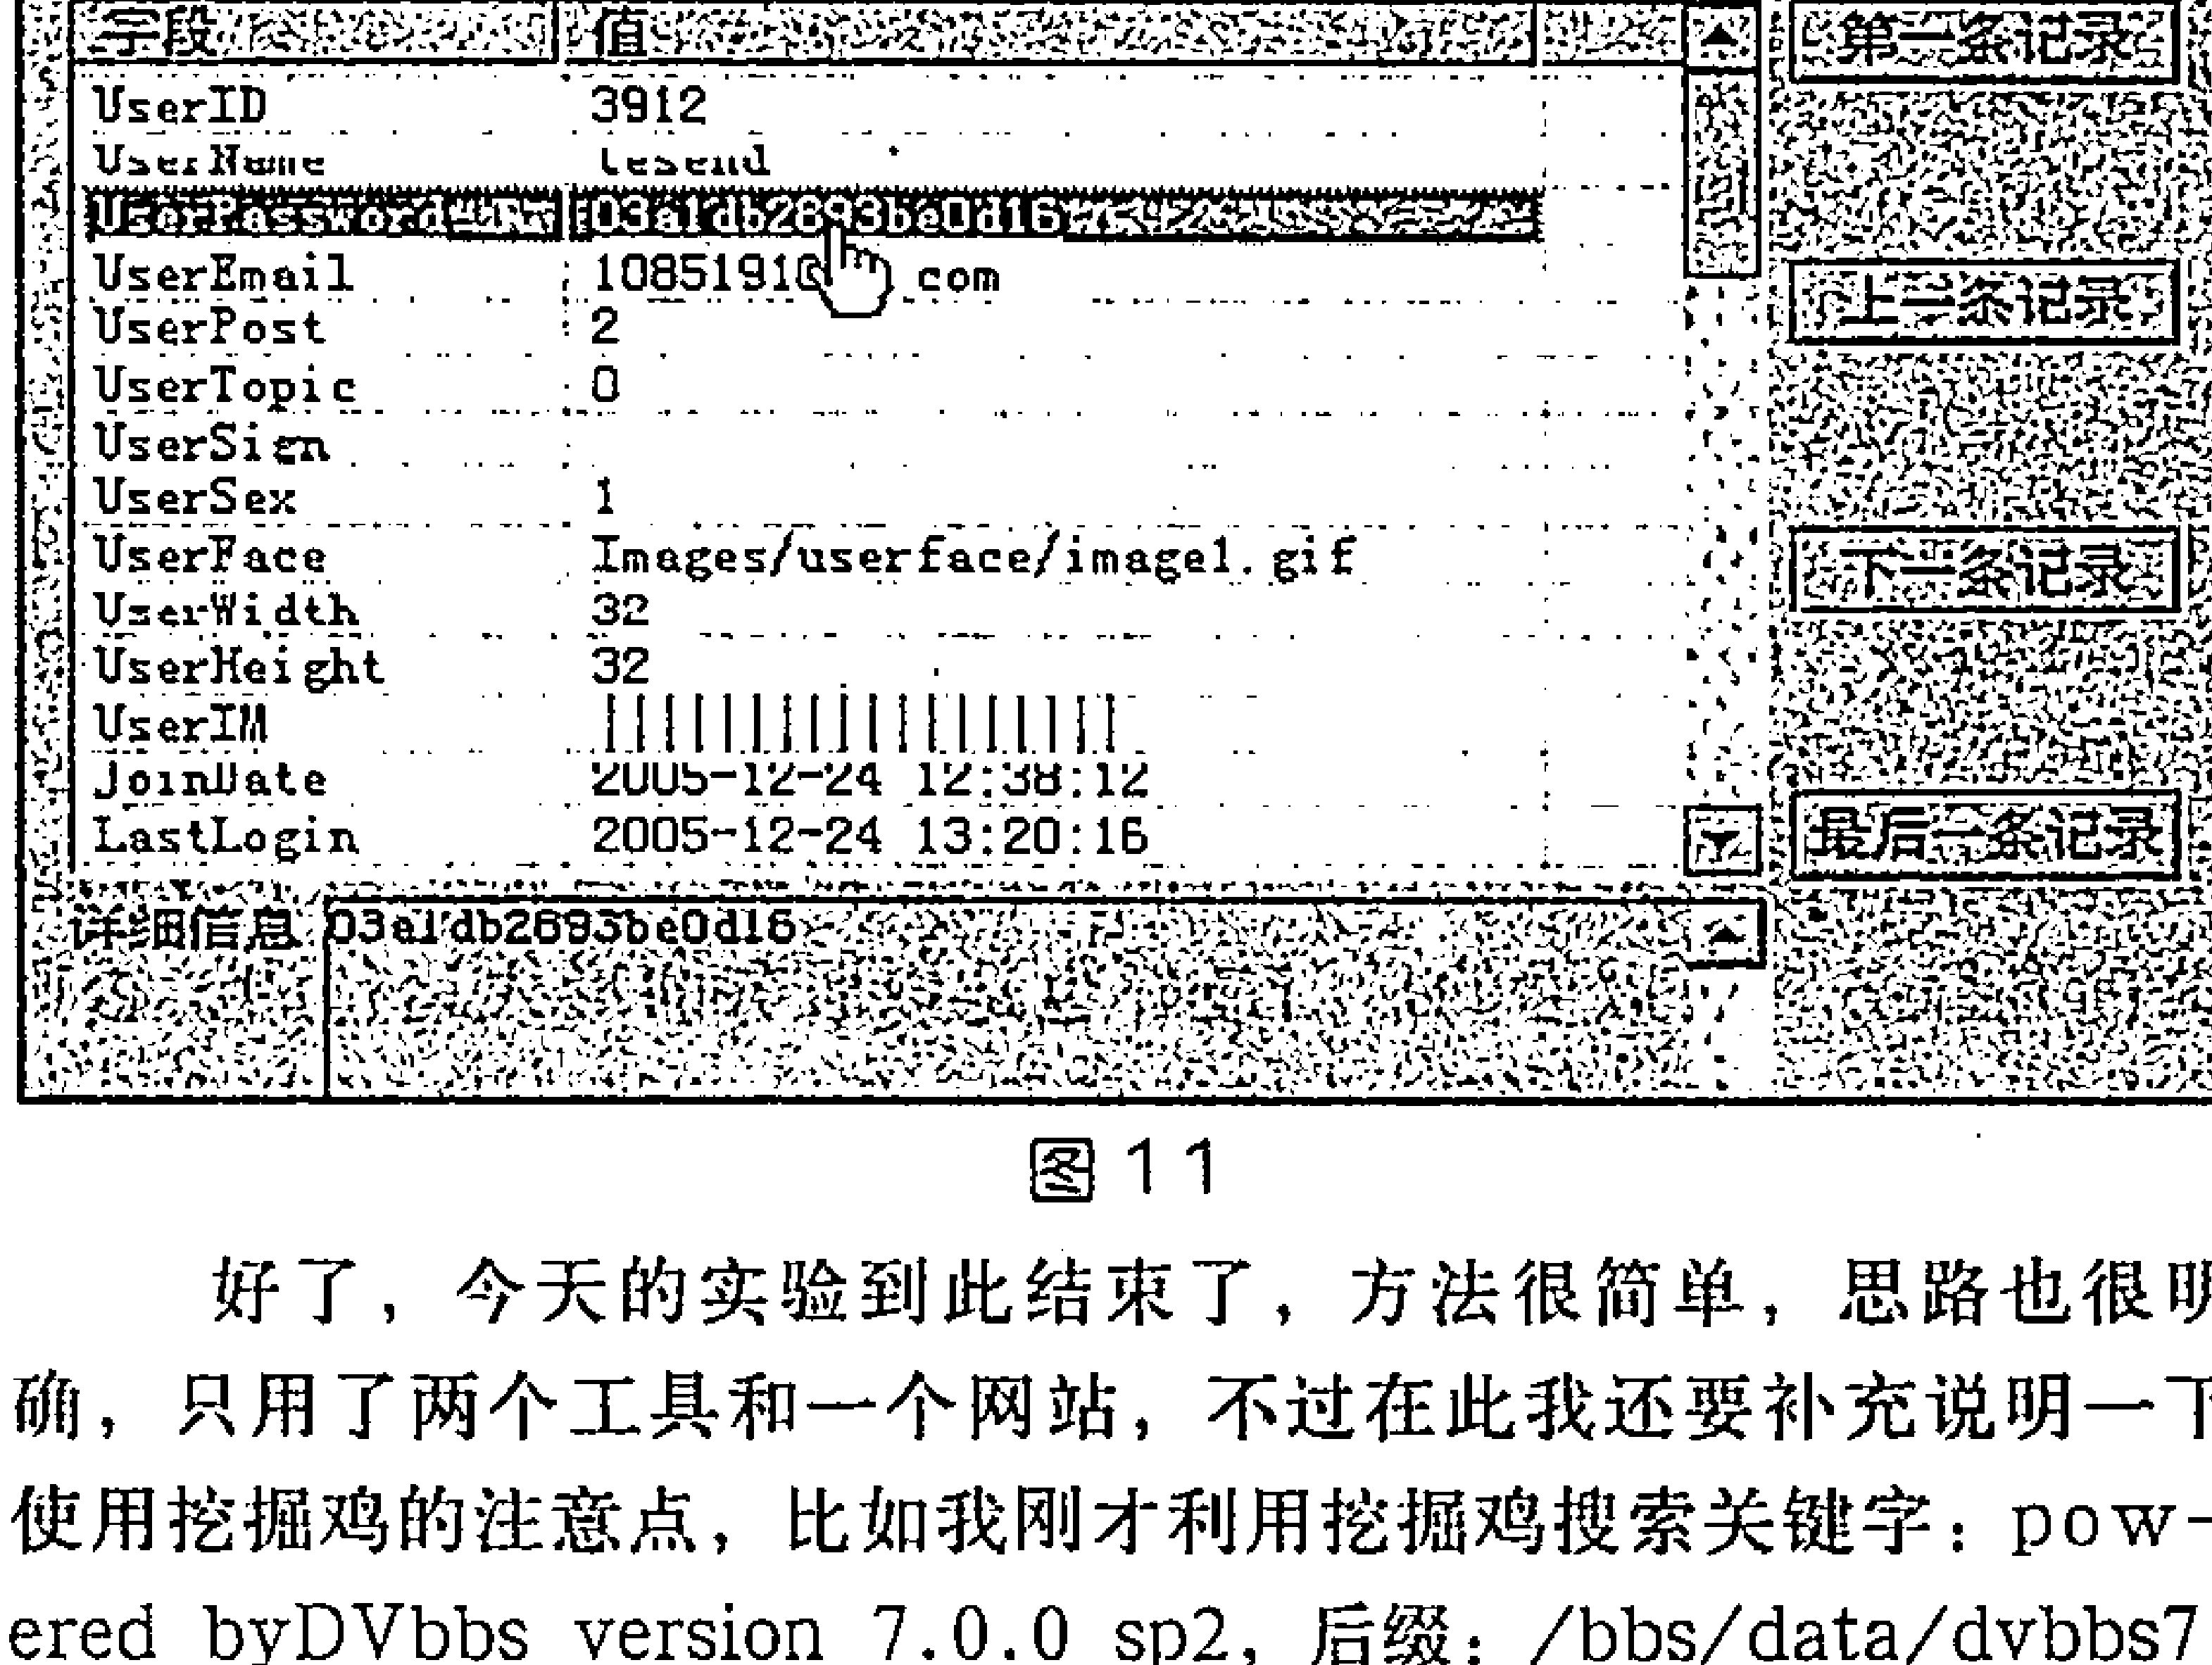 字段 值 第一条记录
UserID 3912
UserName
UserPassword 03a1db2693be0d16
UserEmail 1085191 com
上一条记录
UserPost 2
UserTopic 0
UserSign
UserSex 1
UserFace Images/userface/image1.gif
下一条记录
UserWidth 32
UserHeight 32
UserIM ||||||||||||||||||
JoinDate 2005-12-24 12:38:12
LastLogin 2005-12-24 13:20:16
最后一条记录
详细信息 03a1db2693be0d16
图11
好了，今天的实验到此结束了，方法很简单，思路也很明
确，只用了两个工具和一个网站，不过在此我还要补充说明一下
使用挖掘鸡的注意点，比如我刚才利用挖掘鸡搜索关键字：pow-
ered byDVbbs version 7.0.0 sp2，后缀：/bbs/data/dvbbs7